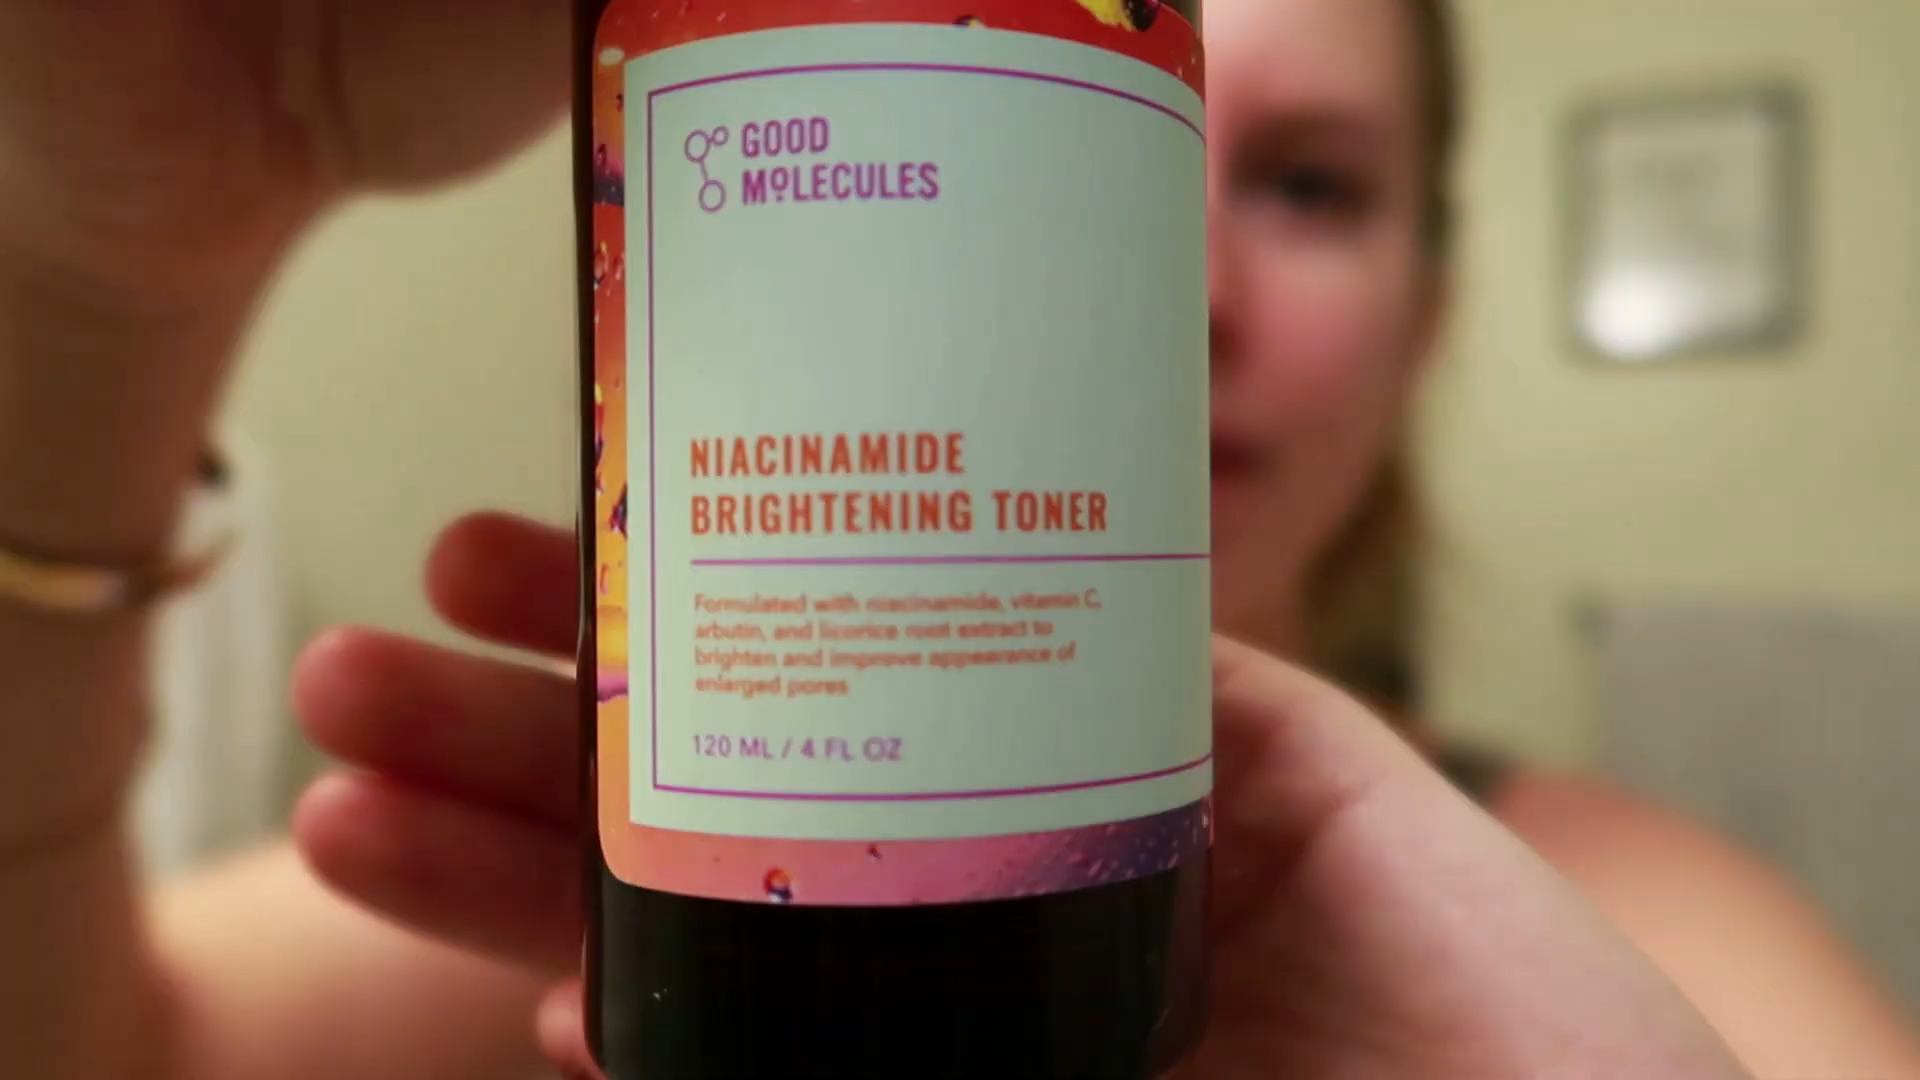 GOOD
MOLECULES
NIACINAMIDE
BRIGHTENING TONER
Formulated with niacinamide, vitamin C,
arbutin, and licorice root extract to
brighten and improve appearance of
enlarged pores
120 ML / 4 FL OZ